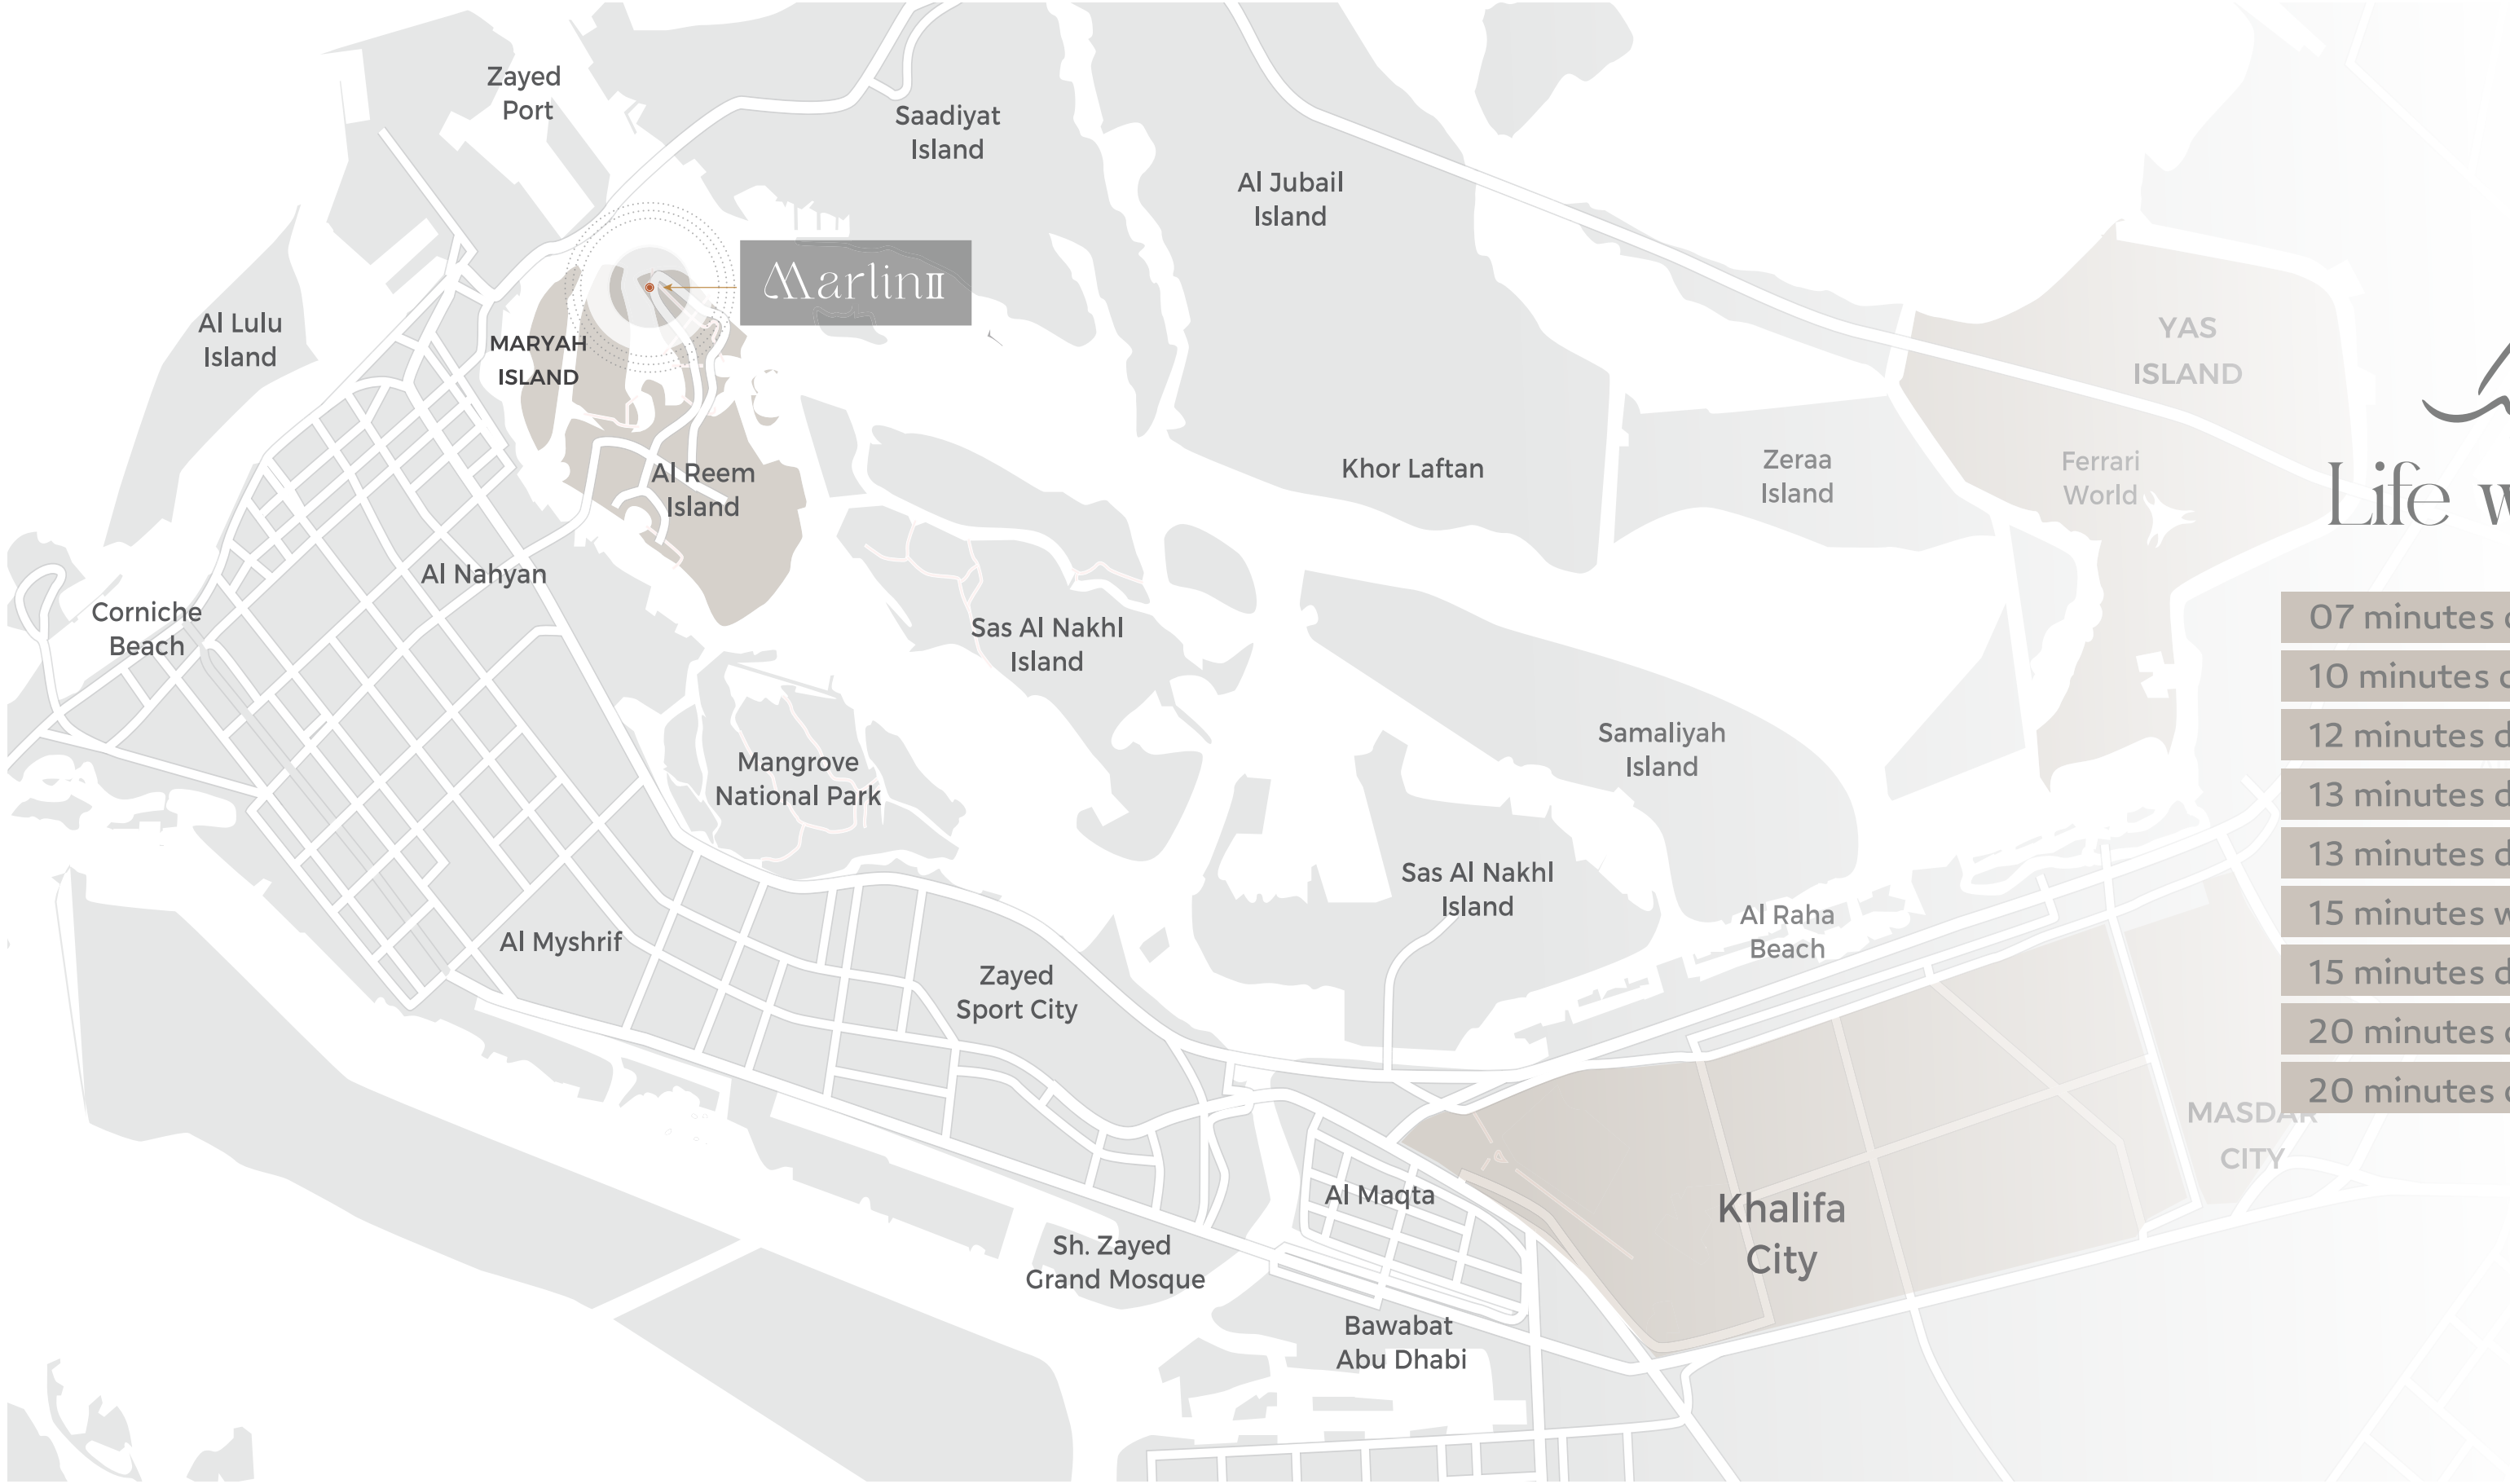 Zayed
Port
Saadiyat
Island
Al Jubail
Island
Marlin II
Al Lulu
Island
MARYAH
ISLAND
YAS
ISLAND
Al Reem
Island
Khor Laftan
Zeraa
Island
Ferrari
World
Life
Al Nahyan
Corniche
Beach
Sas Al Nakhl
Island
07 minutes
10 minutes
12 minutes
13 minutes
13 minutes
15 minutes
15 minutes
20 minutes
20 minutes
Samaliyah
Island
Mangrove
National Park
Sas Al Nakhl
Island
Al Raha
Beach
Al Myshrif
Zayed
Sport City
MASDAR
CITY
Al Maqta
Khalifa
City
Sh. Zayed
Grand Mosque
Bawabat
Abu Dhabi